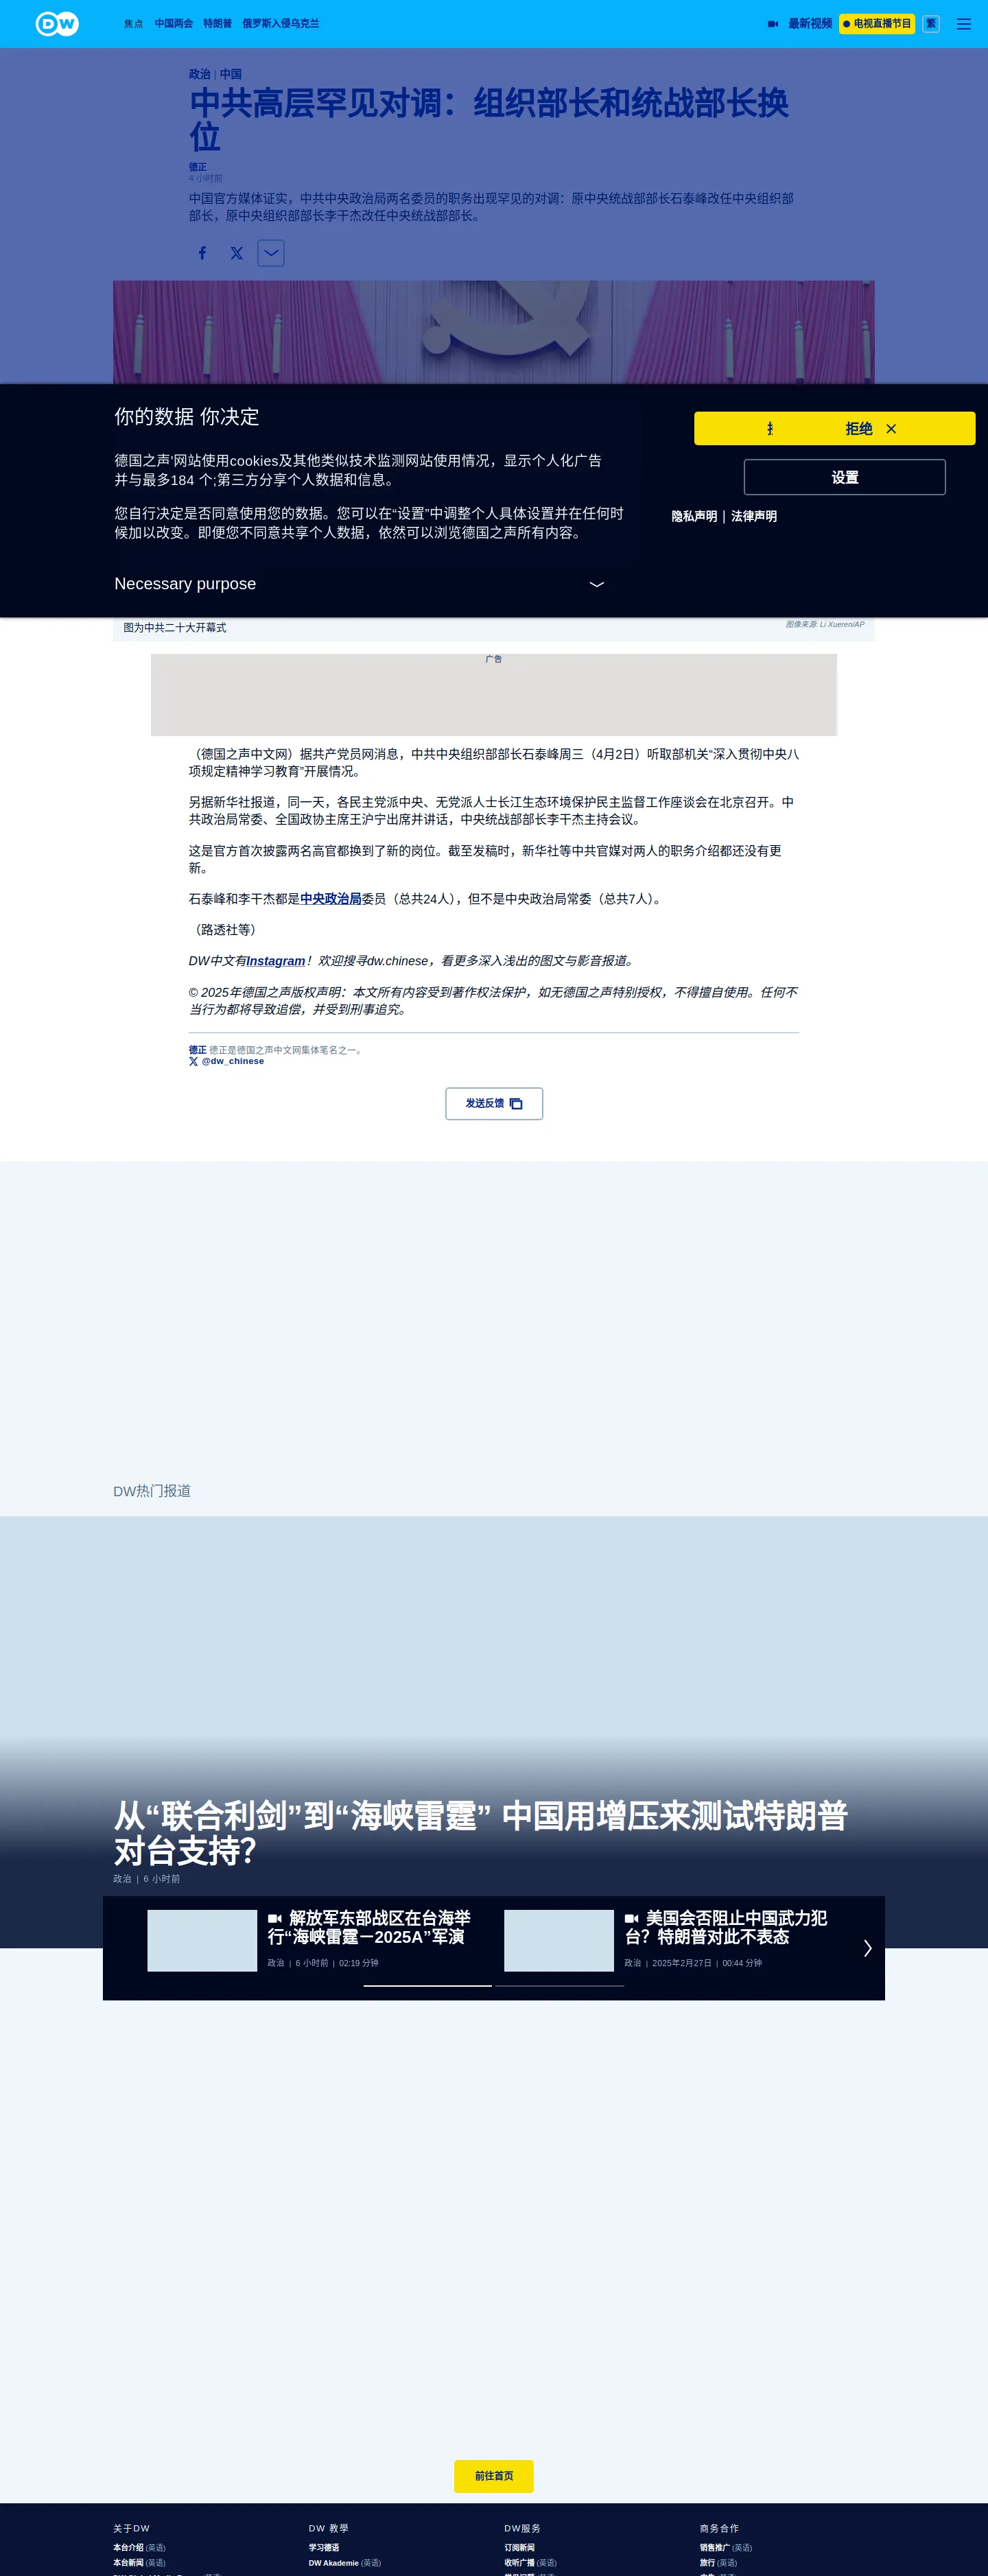 DW
焦点 中国两会 特朗普 俄罗斯入侵乌克兰
最新视频 电视直播节目 繁
政治 | 中国
中共高层罕见对调：组织部长和统战部长换
位
德正
4 小时前
中国官方媒体证实，中共中央政治局两名委员的职务出现罕见的对调：原中央统战部部长石泰峰改任中央组织部
部长，原中央组织部部长李干杰改任中央统战部部长。
你的数据 你决定
德国之声'网站使用cookies及其他类似技术监测网站使用情况，显示个人化广告
并与最多184 个;第三方分享个人数据和信息。
您自行决定是否同意使用您的数据。您可以在“设置”中调整个人具体设置并在任何时
候加以改变。即便您不同意共享个人数据，依然可以浏览德国之声所有内容。
Necessary purpose
拒绝
设置
隐私声明 | 法律声明
图为中共二十大开幕式
图像来源: Li Xueren/AP
广告
（德国之声中文网）据共产党员网消息，中共中央组织部部长石泰峰周三（4月2日）听取部机关“深入贯彻中央八
项规定精神学习教育”开展情况。
另据新华社报道，同一天，各民主党派中央、无党派人士长江生态环境保护民主监督工作座谈会在北京召开。中
共政治局常委、全国政协主席王沪宁出席并讲话，中央统战部部长李干杰主持会议。
这是官方首次披露两名高官都换到了新的岗位。截至发稿时，新华社等中共官媒对两人的职务介绍都还没有更
新。
石泰峰和李干杰都是中央政治局委员（总共24人），但不是中央政治局常委（总共7人）。
（路透社等）
DW中文有Instagram！欢迎搜寻dw.chinese，看更多深入浅出的图文与影音报道。
© 2025年德国之声版权声明：本文所有内容受到著作权法保护，如无德国之声特别授权，不得擅自使用。任何不
当行为都将导致追偿，并受到刑事追究。
德正 德正是德国之声中文网集体笔名之一。
@dw_chinese
发送反馈
DW热门报道
从“联合利剑”到“海峡雷霆” 中国用增压来测试特朗普
对台支持？
政治 | 6 小时前
解放军东部战区在台海举
行“海峡雷霆－2025A”军演
政治 | 6 小时前 | 02:19 分钟
美国会否阻止中国武力犯
台？特朗普对此不表态
政治 | 2025年2月27日 | 00:44 分钟
前往首页
关于DW
本台介绍 (英语)
本台新闻 (英语)
DW 教學
学习德语
DW Akademie (英语)
DW服务
订阅新闻
收听广播 (英语)
商务合作
销售推广 (英语)
旅行 (英语)